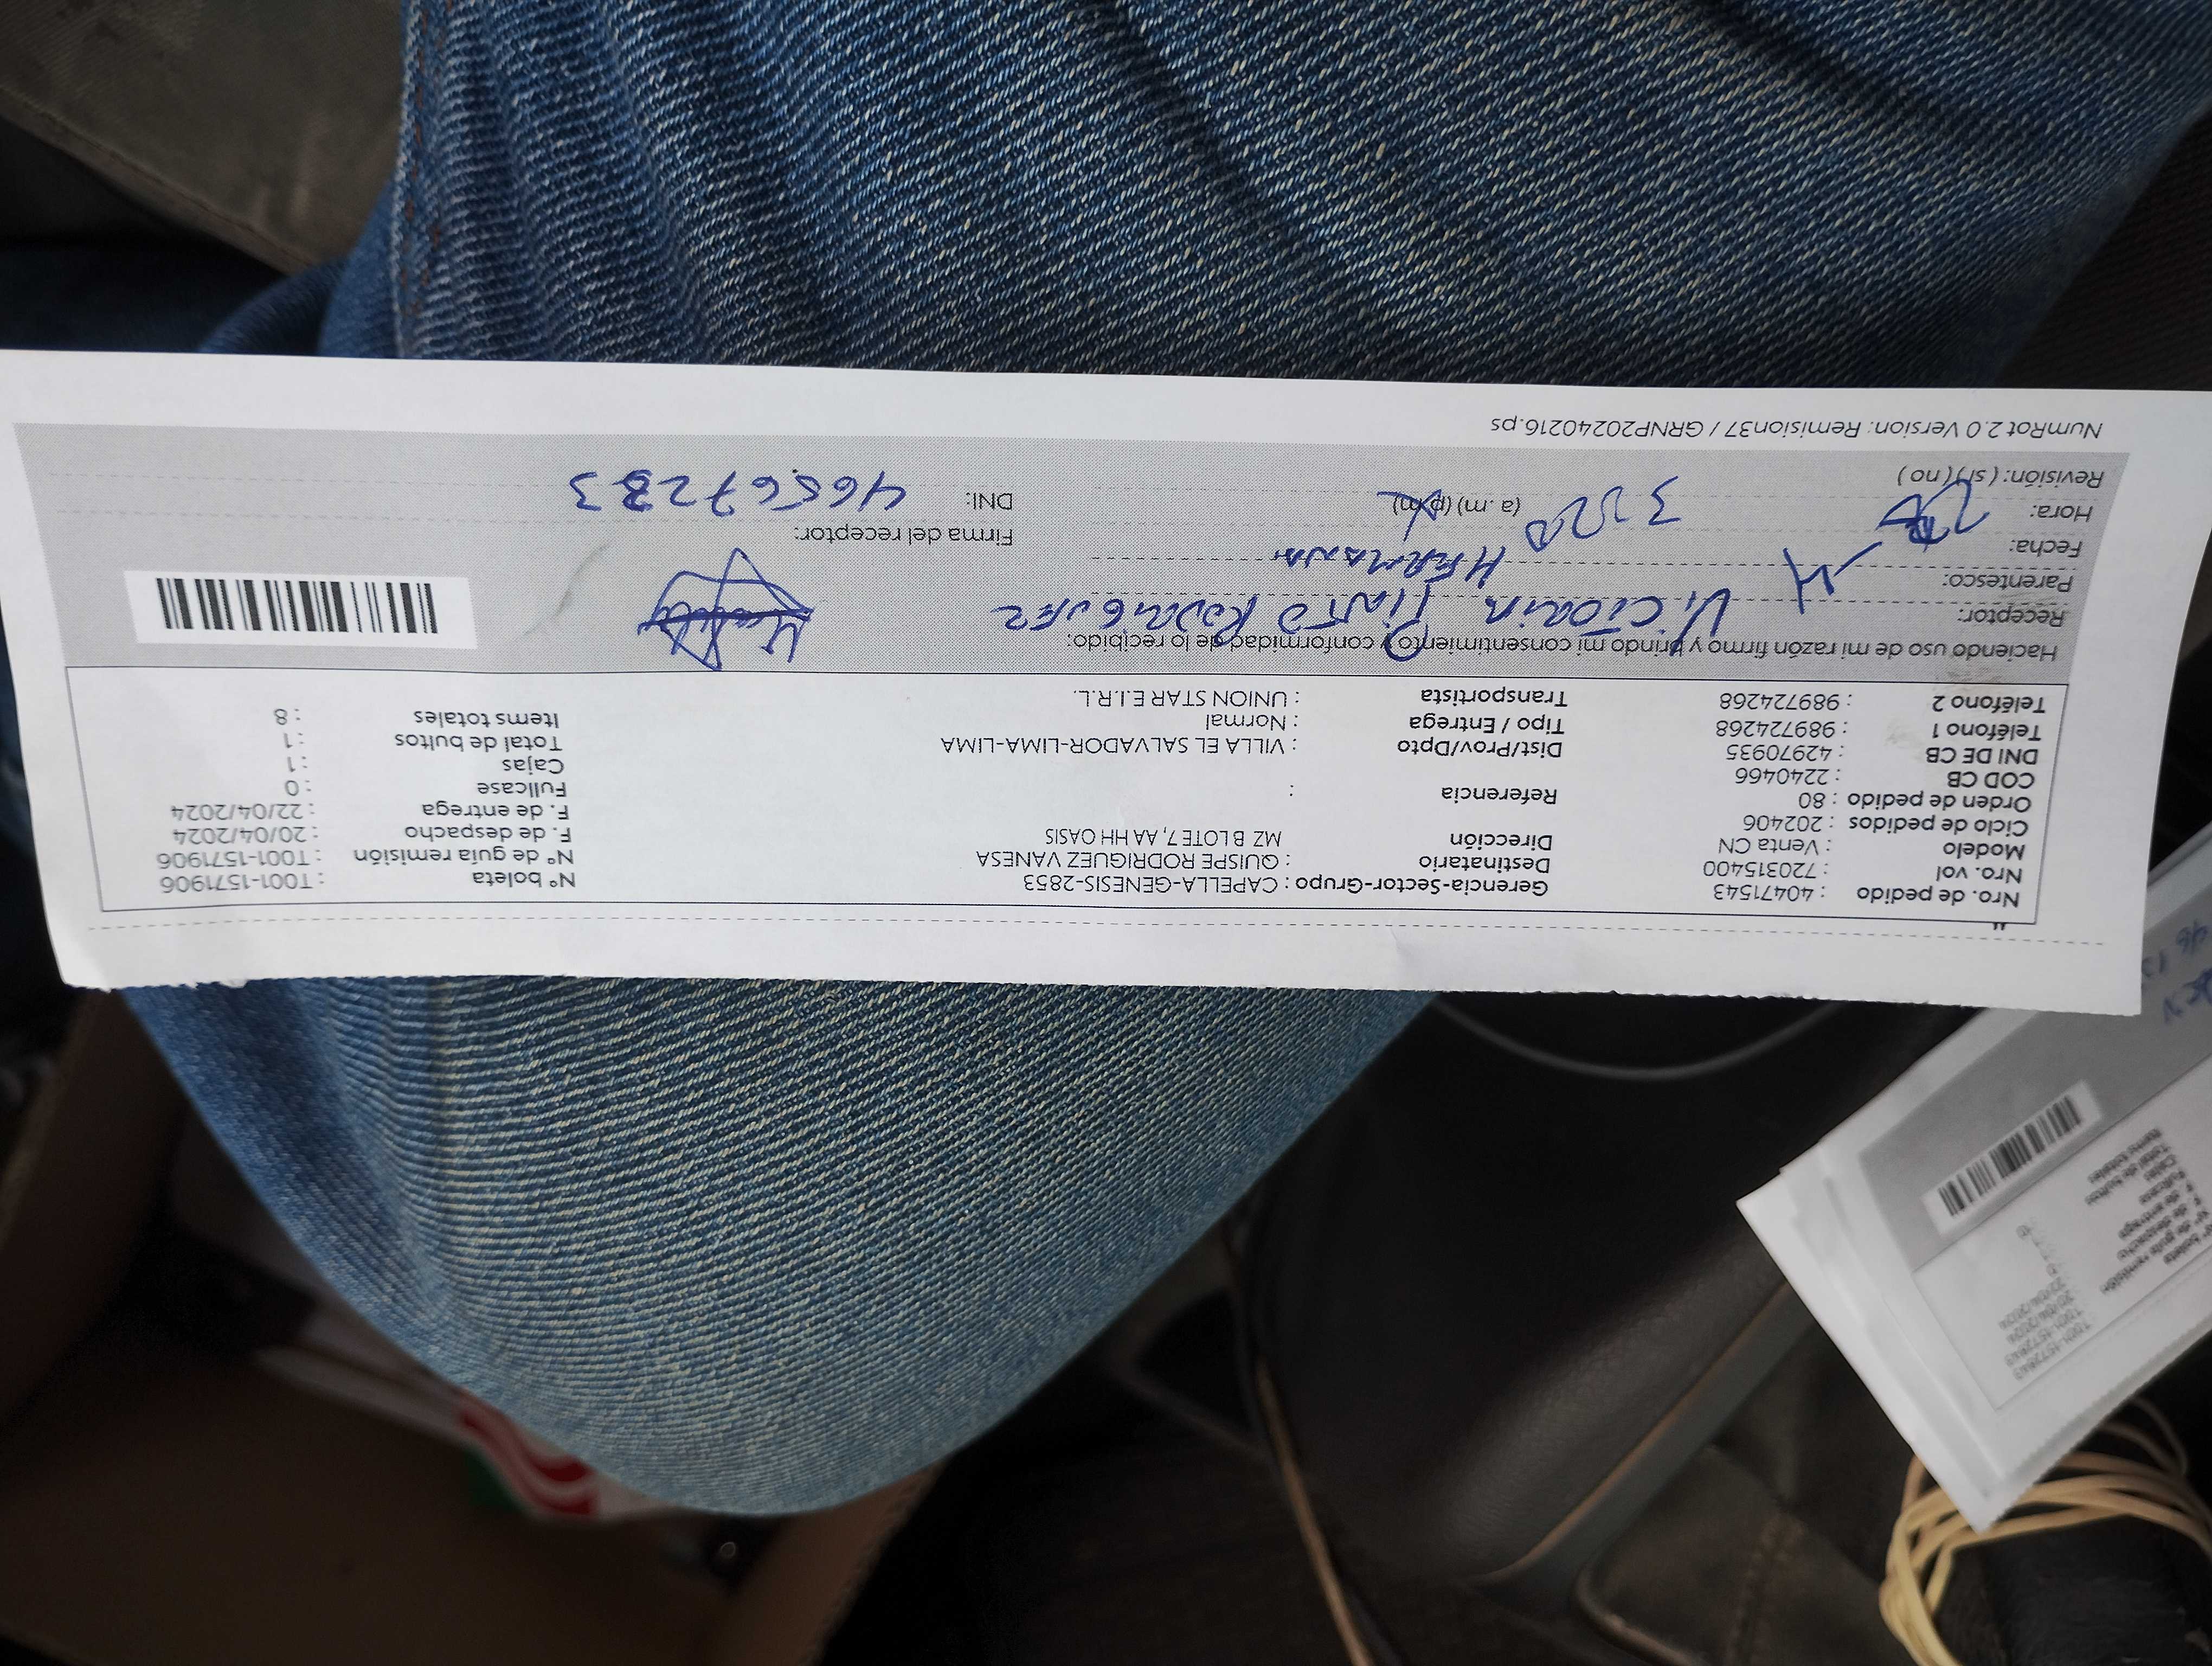 Nro. de pedido : 40471543 Gerencia-Sector-Grupo : CAPELLA-GENESIS-2853 N° boleta : T001-1571906
Nro. vol : 720315400 Destinatario : QUISPE RODRIGUEZ VANESA N° de guía remisión : T001-1571906
Modelo : Venta CN Dirección MZ B LOTE 7, AA HH OASIS F. de despacho : 20/04/2024
Ciclo de pedidos : 202406 F. de entrega : 22/04/2024
Orden de pedido : 80 Referencia : Fullcase : 0
COD CB : 2240466 Cajas : 1
DNI DE CB : 42970935 Dist/Prov/Dpto : VILLA EL SALVADOR-LIMA-LIMA Total de bultos : 1
Teléfono 1 : 989724268 Tipo / Entrega : Normal Items totales : 8
Teléfono 2 : 989724268 Transportista : UNION STAR E.I.R.L.
Haciendo uso de mi razón firmo y brindo mi consentimiento y conformidad de lo recibido:
Receptor: Victoria Pinto Rodriguez
Parentesco: Hermana
Fecha: Firma del receptor:
Hora: (a. m) (p.m) DNI: 46567283
Revisión: ( si ) ( no )
NumRot 2.0 Version: Remision37 / GRNP20240216.ps